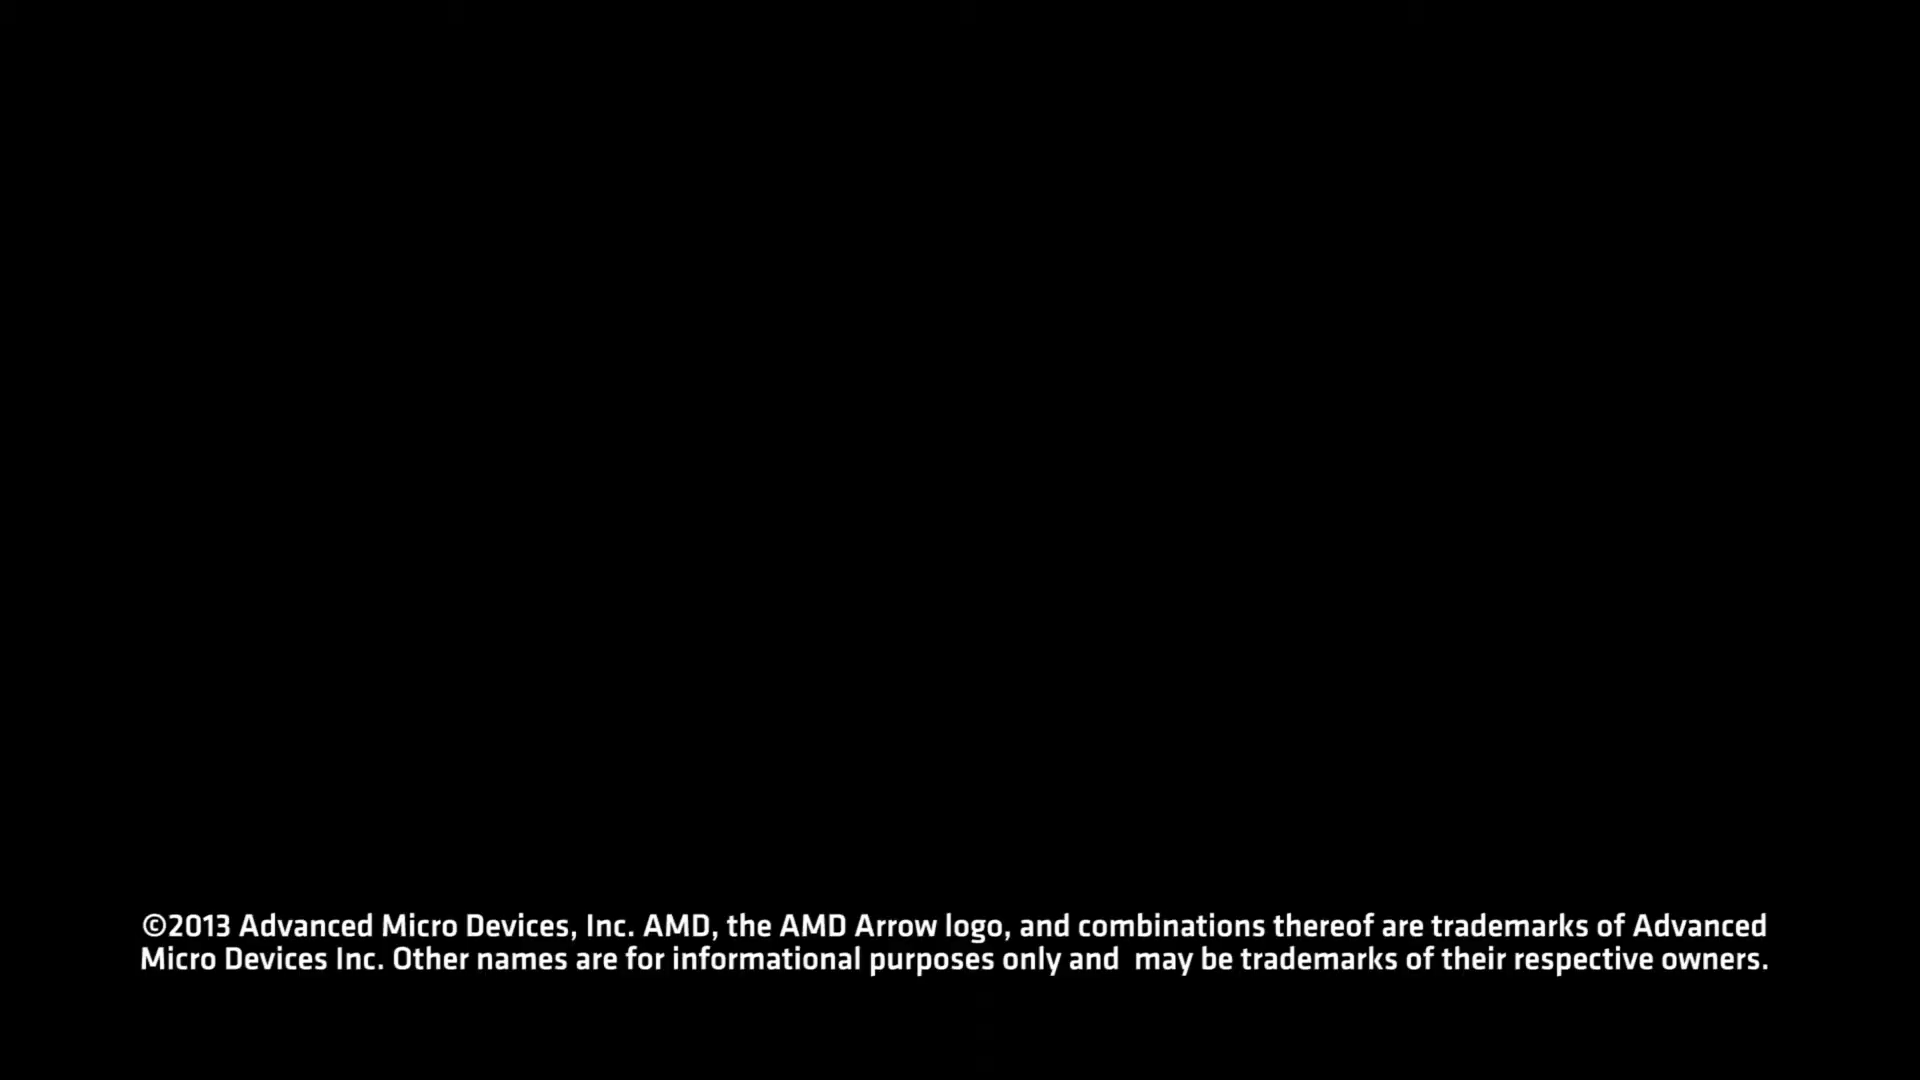 ©2013 Advanced Micro Devices, Inc. AMD, the AMD Arrow logo, and combinations thereof are trademarks of Advanced
Micro Devices Inc. Other names are for informational purposes only and  may be trademarks of their respective owners.